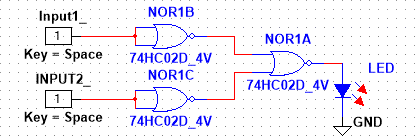 Input1_
NOR1B
1
Key = Space
74HC02D_4V
NOR1A
INPUT2_
NOR1C
LED
1
74HC02D_4V
Key = Space
74HC02D_4V
GND